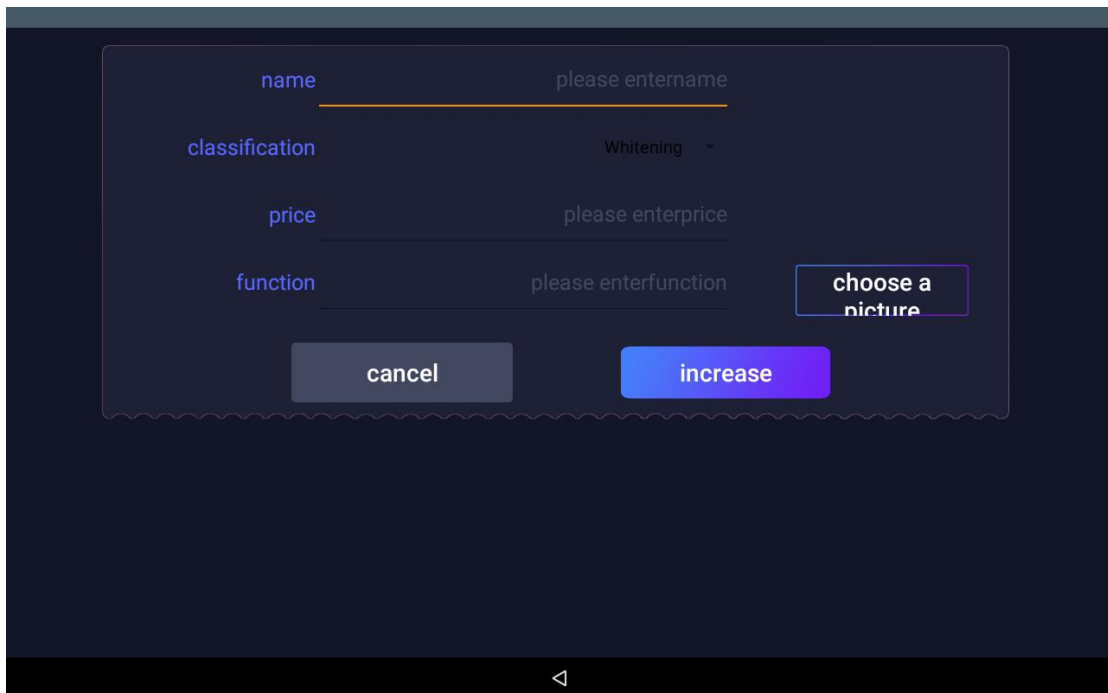 name please entername
classification Whitening
price please enterprice
function please enterfunction
choose a
picture
cancel increase